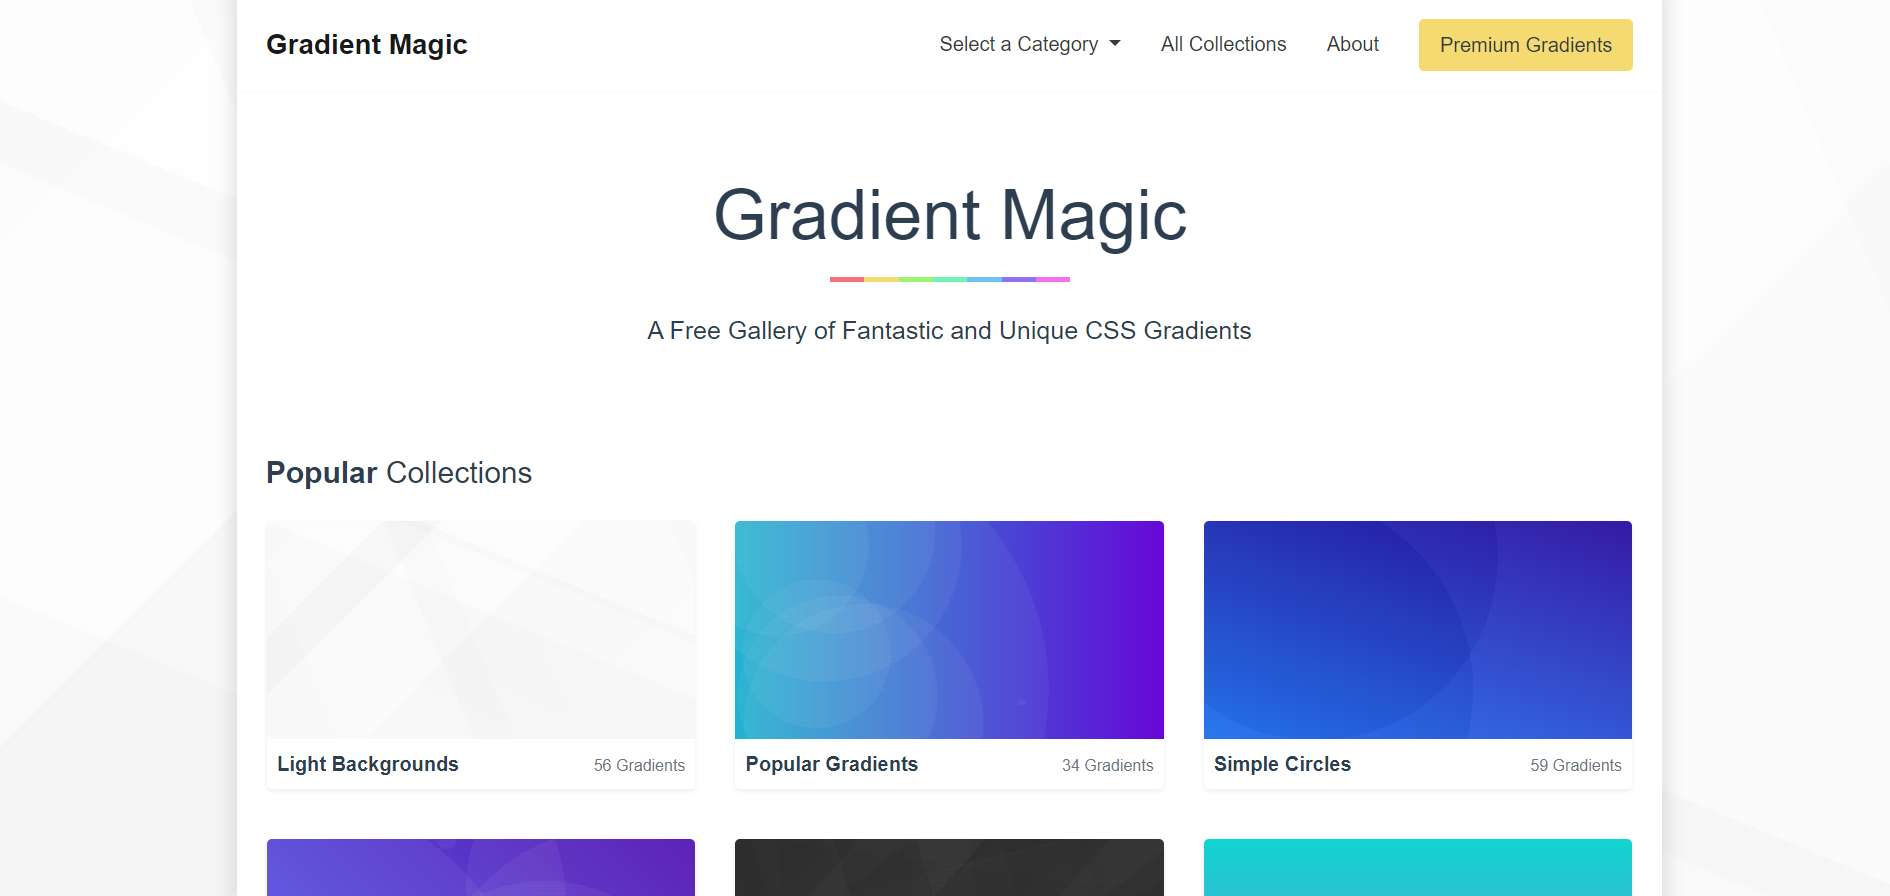 Gradient Magic
Select a Category
All Collections
About
Premium Gradients
Gradient Magic
A Free Gallery of Fantastic and Unique CSS Gradients
Popular Collections
Light Backgrounds
56 Gradients
Popular Gradients
34 Gradients
Simple Circles
59 Gradients